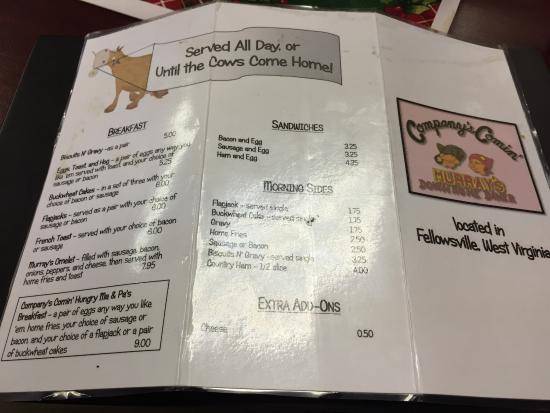 Served All Day, or
Until the Cows Come Home!
BREAKFAST
Biscuits N' Gravy - as a pair
5.00
Eggs, Toast, and Hog - a pair of eggs any way you
like 'em served with toast, and your choice of
sausage or bacon 5.25
Buckwheat Cakes - in a set of three with your
choice of sausage or bacon
8.00
Flapjacks - served as a pair with your choice of
sausage or bacon
6.00
French Toast - served with your choice of bacon
or sausage
6.00
Murray's Omelet - filled with sausage, bacon,
onions, peppers, and cheese, then served with
home fries and toast 7.95
Company's Comin' Hungry Ma & Pa's
Breakfast - a pair of eggs any way you like
'em, home fries, your choice of sausage or
bacon, and your choice of a flapjack or a pair
of buckwheat cakes 9.00
SANDWICHES
Bacon and Egg 3.25
Sausage and Egg 3.25
Ham and Egg 4.25
MORNING SIDES
Flapjack - served single 1.75
Buckwheat Cake - served single 1.75
Gravy 1.75
Home Fries 2.50
Sausage or Bacon 2.50
Biscuits N' Gravy - served single 3.25
Country Ham - 1/2 slice 4.00
EXTRA ADD-ONS
Cheese 0.50
Company's Comin'
MURRAY'S
DOWN HOME DINER
located in
Fellowsville, West Virginia